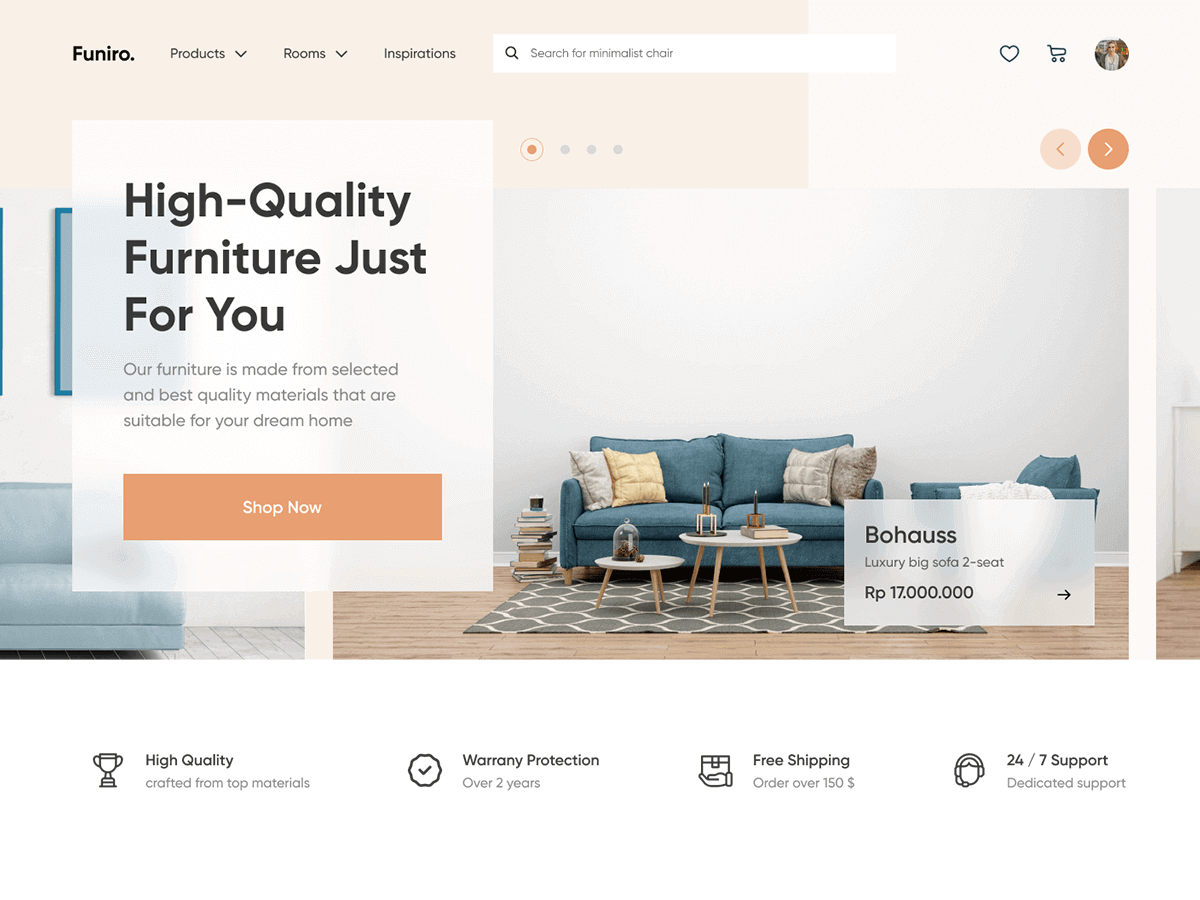 Funiro.
Products
Rooms
Inspirations
Search for minimalist chair
High-Quality
Furniture Just
For You
Our furniture is made from selected
and best quality materials that are
suitable for your dream home
Shop Now
Bohauss
Luxury big sofa 2-seat
Rp 17.000.000
High Quality
crafted from top materials
Warrany Protection
Over 2 years
Free Shipping
Order over 150 $
24 / 7 Support
Dedicated support